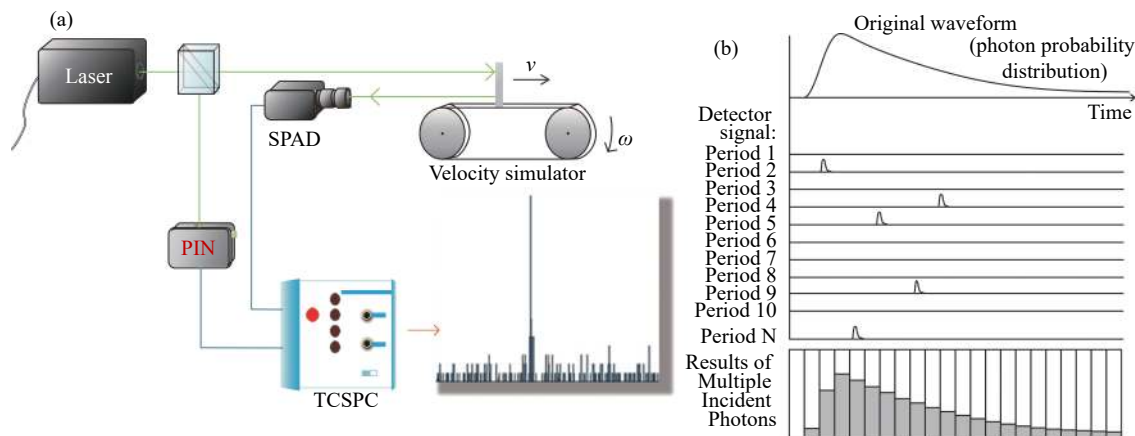 (a)
Laser
SPAD
v
ω
Velocity simulator
PIN
TCSPC
(b)
Original waveform
(photon probability
distribution)
Time
Detector
signal:
Period 1
Period 2
Period 3
Period 4
Period 5
Period 6
Period 7
Period 8
Period 9
Period 10
Period N
Results of
Multiple
Incident
Photons